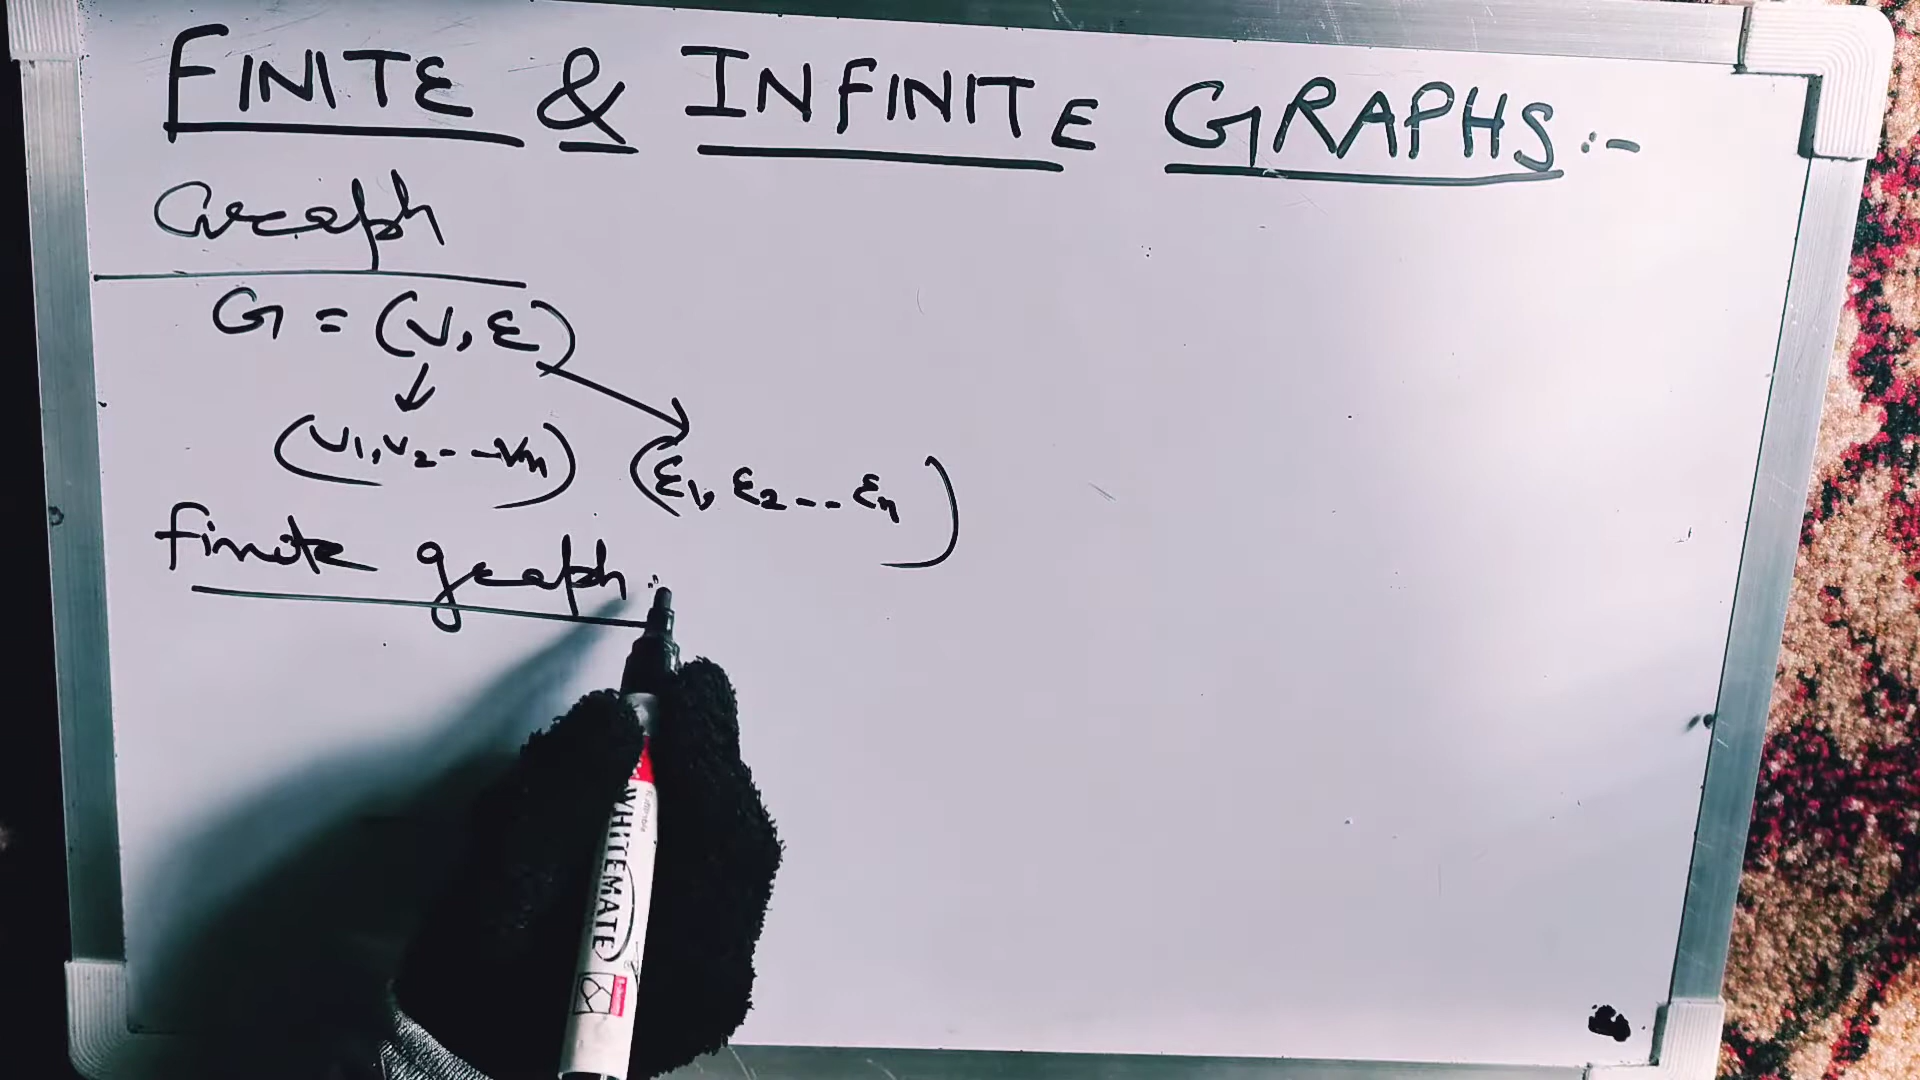 FINITE & INFINITE GRAPHS :-
Graph
G = (V, E)
(V1, V2 -- Vn) (E1, E2 -- En)
finite graph :
WHITEMATE